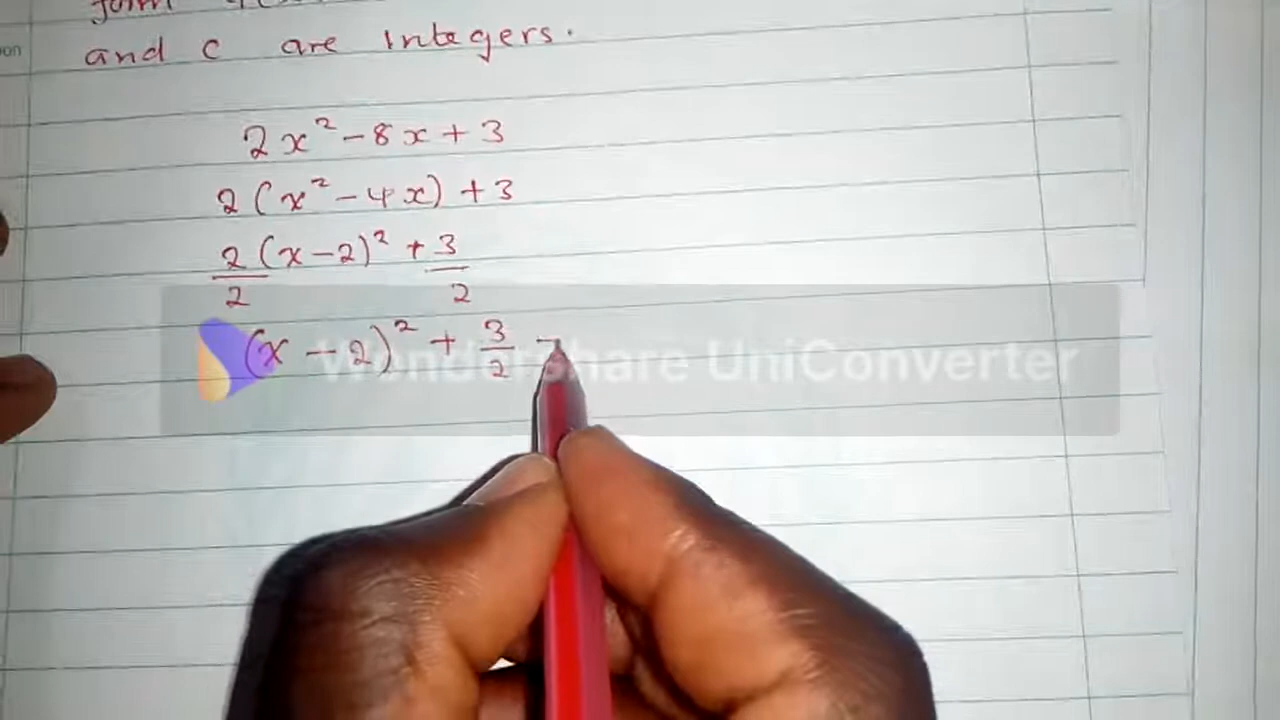 form
and c are integers.
2x² - 8x + 3
2(x² - 4x) + 3
2(x-2)² + 3
2 2
(x - 2)² + 3/2 -
Wondershare UniConverter